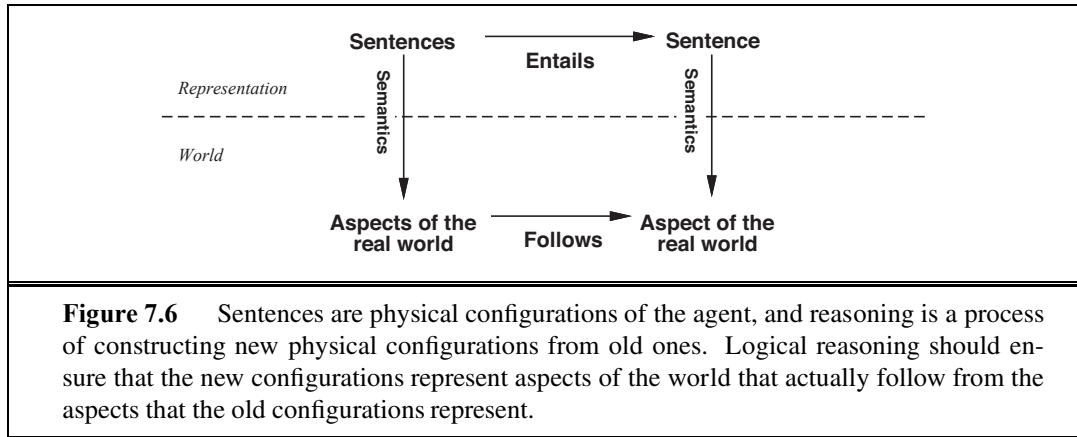 Sentences Sentence
Entails
Semantics Semantics
Representation
World
Aspects of the Aspect of the
real world real world
Follows
Figure 7.6 Sentences are physical configurations of the agent, and reasoning is a process
of constructing new physical configurations from old ones. Logical reasoning should en-
sure that the new configurations represent aspects of the world that actually follow from the
aspects that the old configurations represent.